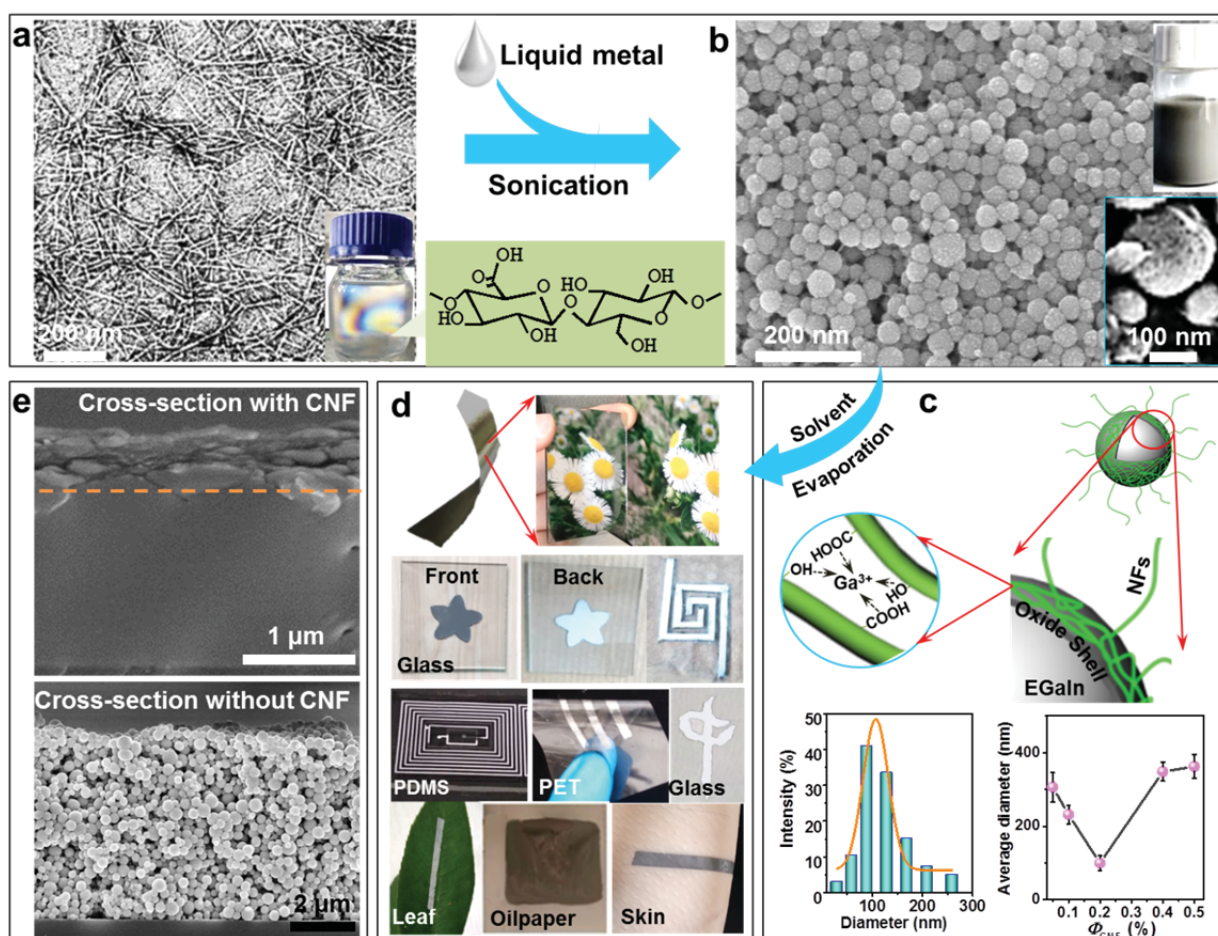 a
Liquid metal
Sonication
200 nm
OH
O
O
O
HO
OH
O
HO
OH
O
O
OH
b
200 nm
100 nm
e
Cross-section with CNF
1 μm
Cross-section without CNF
2 μm
d
Front
Back
Glass
PDMS
PET
Glass
Leaf
Oilpaper
Skin
Solvent
Evaporation
c
HOOC
OH
Ga³⁺
HO
COOH
NFs
Oxide Shell
EGaIn
Intensity (%)
50
40
30
20
10
0
0
100
200
300
Diameter (nm)
Average diameter (nm)
400
200
0
0.1
0.2
0.3
0.4
0.5
Φ_CNF (%)